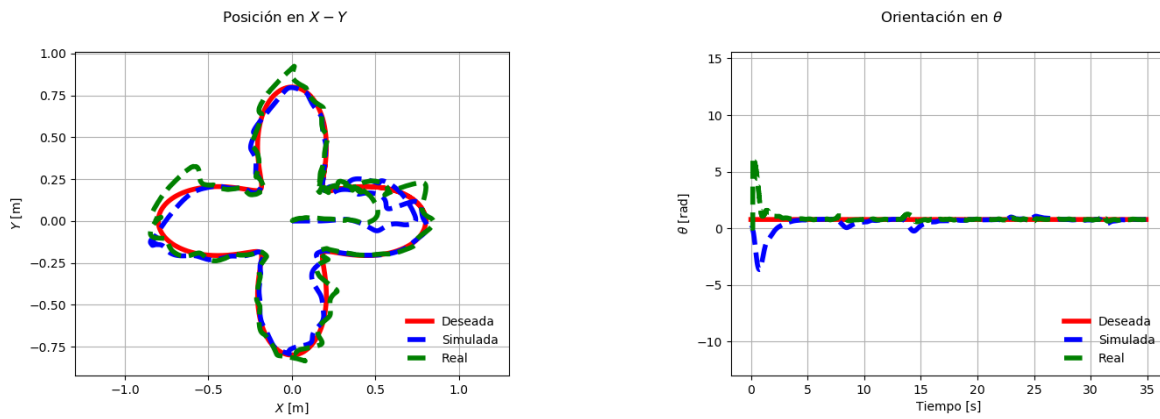 Posición en X − Y
1.00
0.75
0.50
0.25
0.00
−0.25
−0.50
−0.75
Y [m]
−1.0 −0.5 0.0 0.5 1.0
X [m]
Deseada
Simulada
Real
Orientación en θ
15
10
5
0
−5
−10
θ [rad]
0 5 10 15 20 25 30 35
Tiempo [s]
Deseada
Simulada
Real